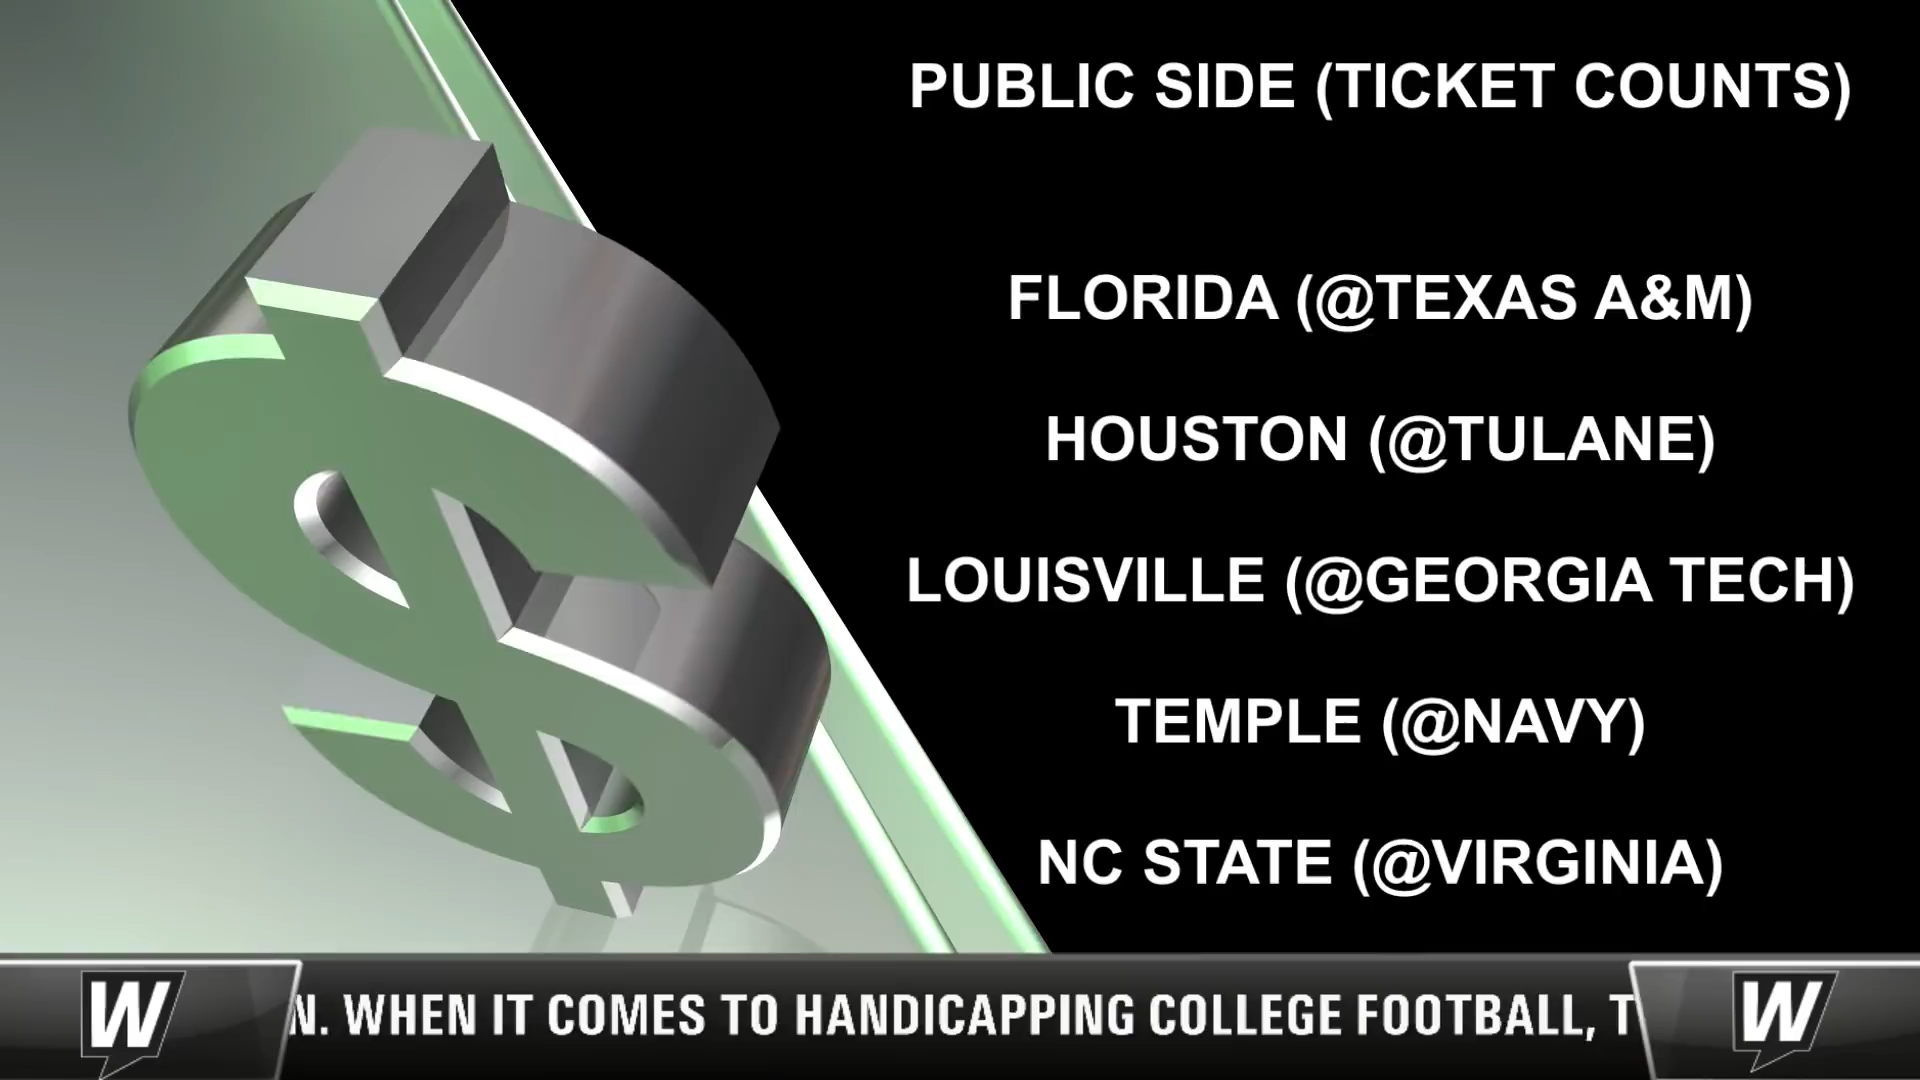 PUBLIC SIDE (TICKET COUNTS)
FLORIDA (@TEXAS A&M)
HOUSTON (@TULANE)
LOUISVILLE (@GEORGIA TECH)
TEMPLE (@NAVY)
NC STATE (@VIRGINIA)
W N. WHEN IT COMES TO HANDICAPPING COLLEGE FOOTBALL, T W